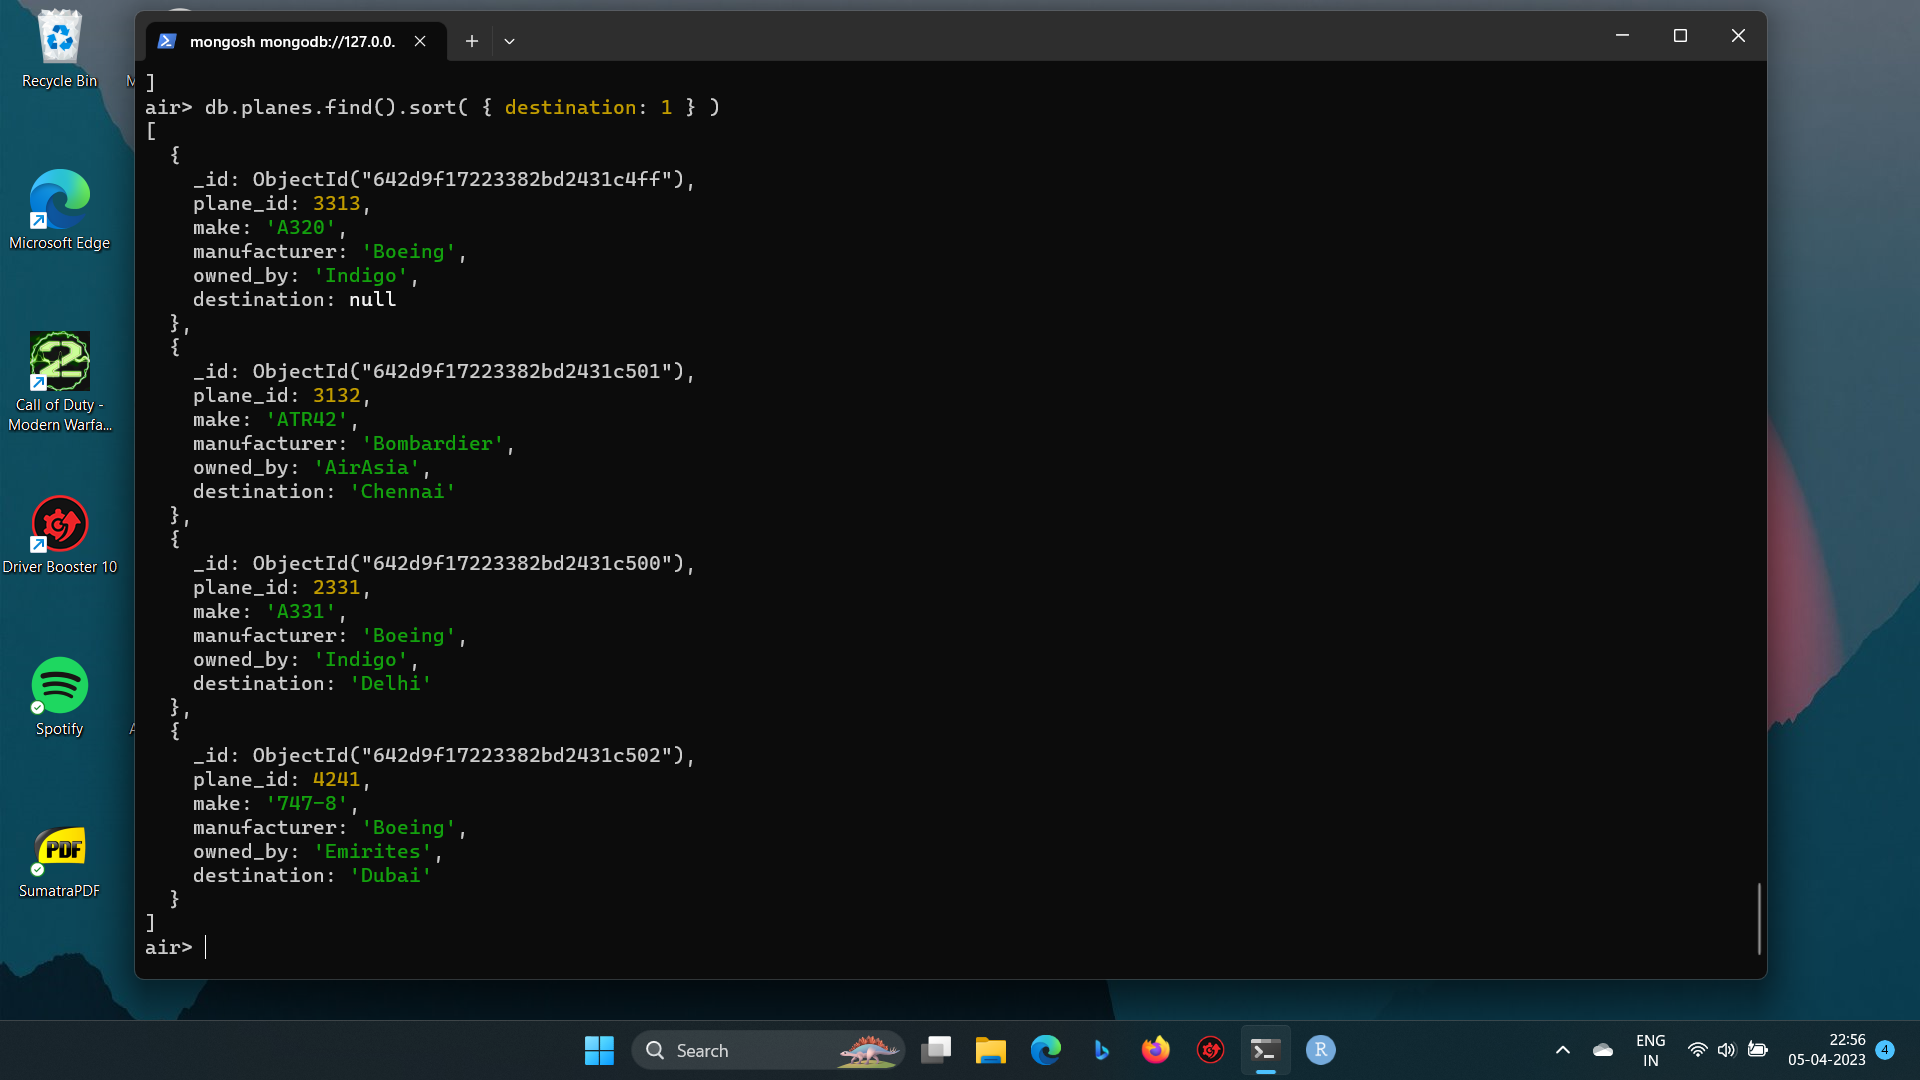 mongosh mongodb://127.0.0.
]
air> db.planes.find().sort( { destination: 1 } )
[
  {
    _id: ObjectId("642d9f17223382bd2431c4ff"),
    plane_id: 3313,
    make: 'A320',
    manufacturer: 'Boeing',
    owned_by: 'Indigo',
    destination: null
  },
  {
    _id: ObjectId("642d9f17223382bd2431c501"),
    plane_id: 3132,
    make: 'ATR42',
    manufacturer: 'Bombardier',
    owned_by: 'AirAsia',
    destination: 'Chennai'
  },
  {
    _id: ObjectId("642d9f17223382bd2431c500"),
    plane_id: 2331,
    make: 'A331',
    manufacturer: 'Boeing',
    owned_by: 'Indigo',
    destination: 'Delhi'
  },
  {
    _id: ObjectId("642d9f17223382bd2431c502"),
    plane_id: 4241,
    make: '747-8',
    manufacturer: 'Boeing',
    owned_by: 'Emirites',
    destination: 'Dubai'
  }
]
air>
Recycle Bin
Microsoft Edge
Call of Duty -
Modern Warfa...
Driver Booster 10
Spotify
PDF
SumatraPDF
Search
R
ENG
IN
22:56
05-04-2023
4